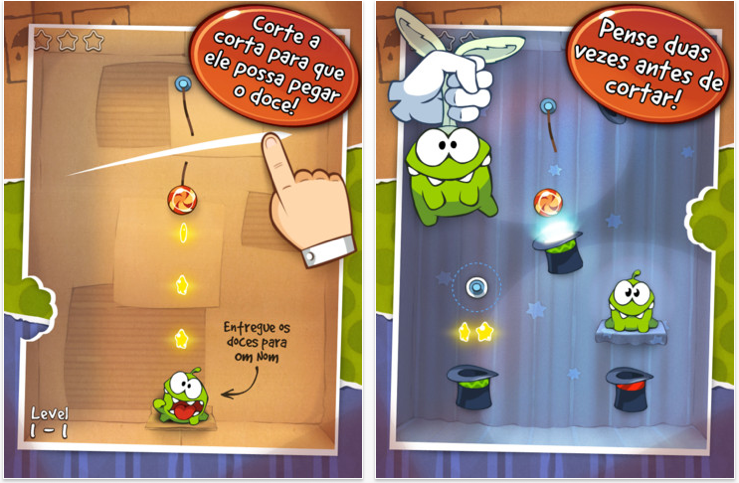 Corte a
corta para que
ele possa pegar
o doce!
Entregue os
doces para
Om Nom
Level
1 - 1
Pense duas
vezes antes de
cortar!